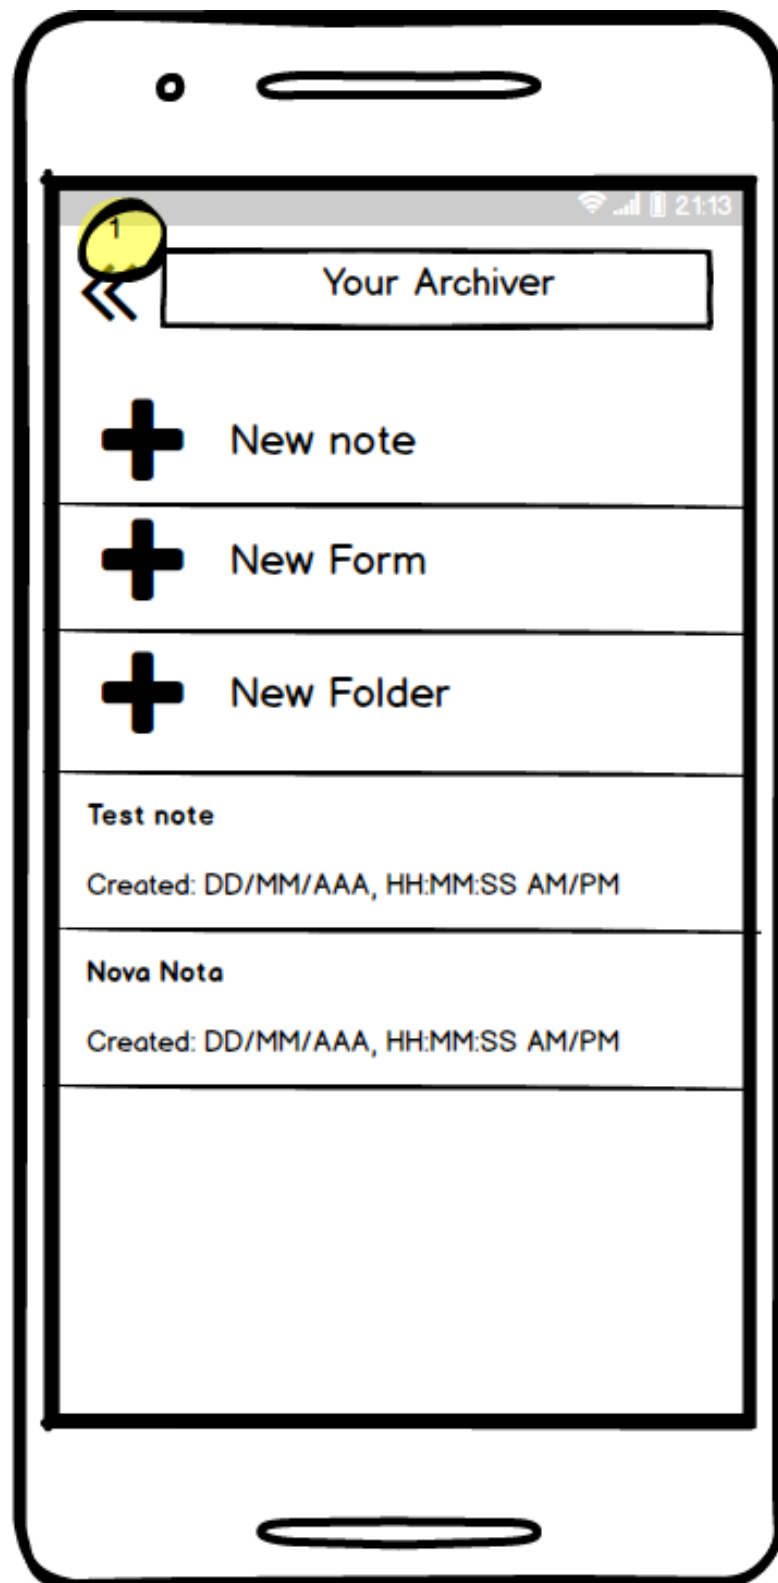 21:13
1
Your Archiver
New note
New Form
New Folder
Test note
Created: DD/MM/AAA, HH:MM:SS AM/PM
Nova Nota
Created: DD/MM/AAA, HH:MM:SS AM/PM